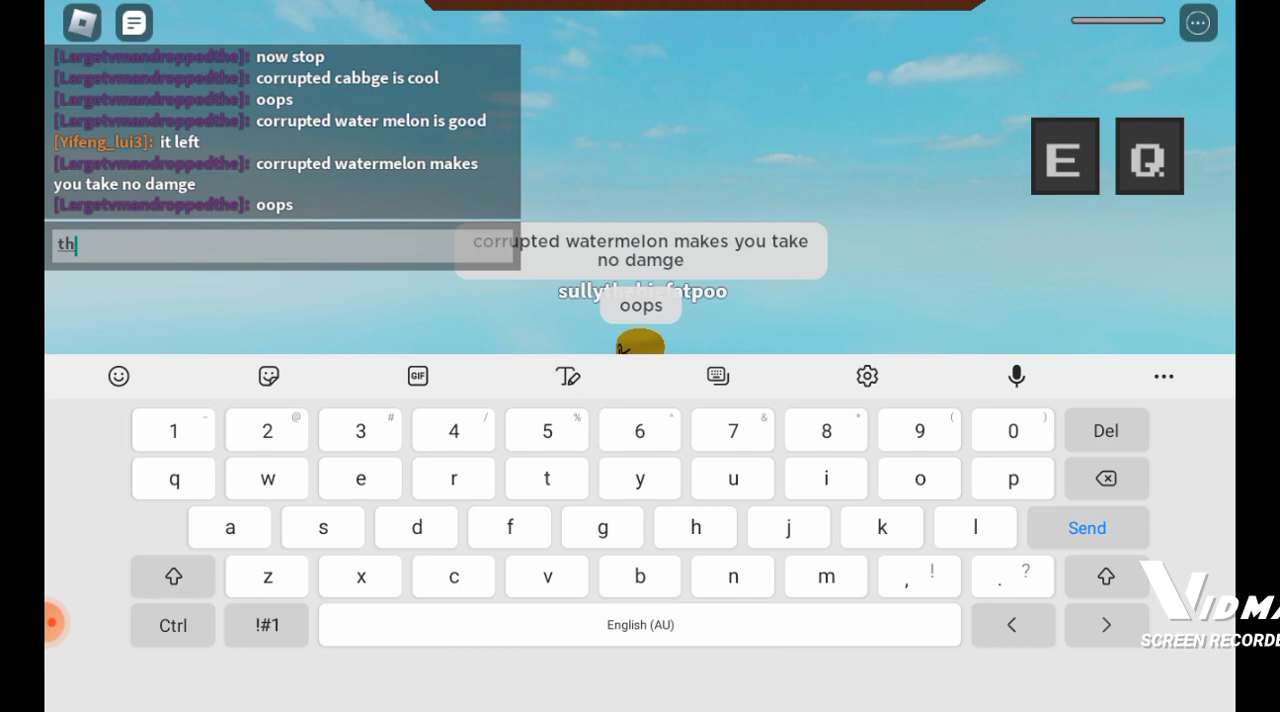 [Largetvmandroppedthe]: now stop
[Largetvmandroppedthe]: corrupted cabbge is cool
[Largetvmandroppedthe]: oops
[Largetvmandroppedthe]: corrupted water melon is good
[Yifeng_lui3]: it left
[Largetvmandroppedthe]: corrupted watermelon makes
you take no damge
[Largetvmandroppedthe]: oops
th
corrupted watermelon makes you take
no damge
oops
E Q
GIF
1 2 @ 3 # 4 / 5 % 6 ^ 7 & 8 * 9 ( 0 ) Del
q w e r t y u i o p
a s d f g h j k l Send
z x c v b n m , ! . ?
Ctrl !#1 English (AU) < >
SCREEN RECORDE